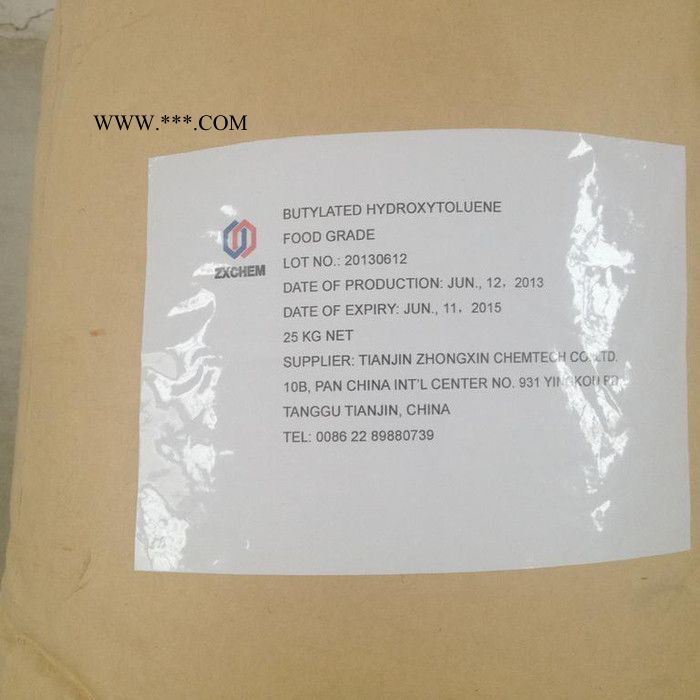 WWW.***.COM
BUTYLATED HYDROXYTOLUENE
FOOD GRADE
LOT NO.: 20130612
ZXCHEM
DATE OF PRODUCTION: JUN., 12, 2013
DATE OF EXPIRY: JUN., 11, 2015
25 KG NET
SUPPLIER: TIANJIN ZHONGXIN CHEMTECH CO.,LTD.
10B, PAN CHINA INT'L CENTER NO. 931 YINGKOU RD.
TANGGU TIANJIN, CHINA
TEL: 0086 22 89880739